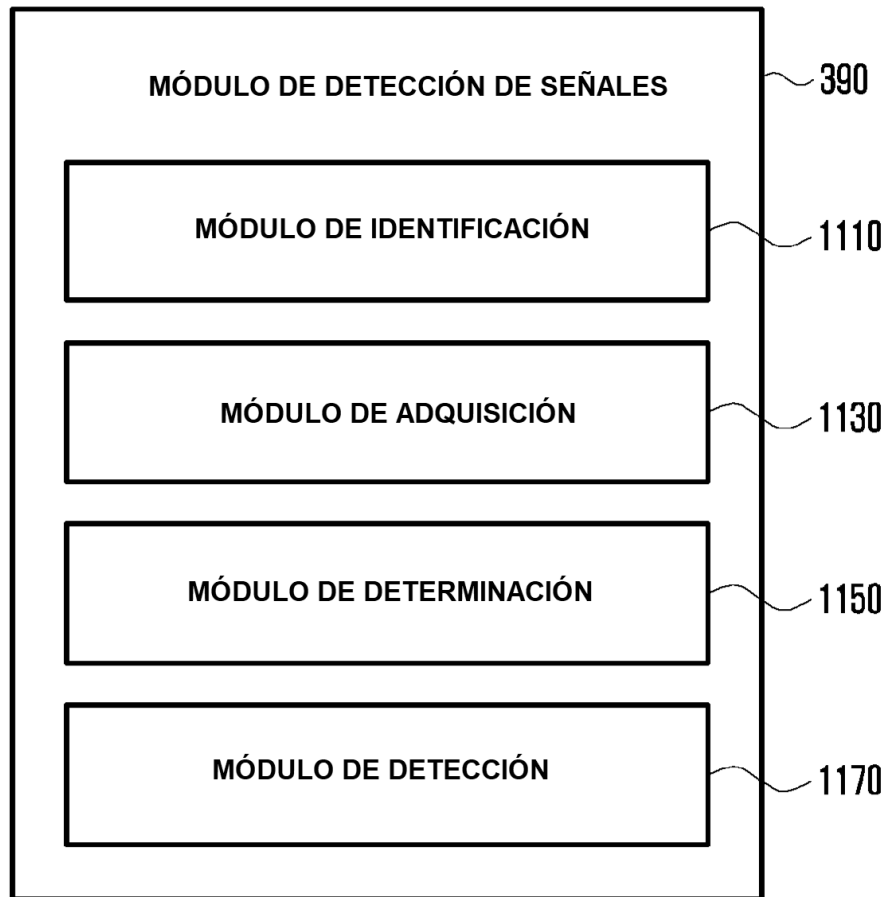 MÓDULO DE DETECCIÓN DE SEÑALES
390
MÓDULO DE IDENTIFICACIÓN
1110
MÓDULO DE ADQUISICIÓN
1130
MÓDULO DE DETERMINACIÓN
1150
MÓDULO DE DETECCIÓN
1170